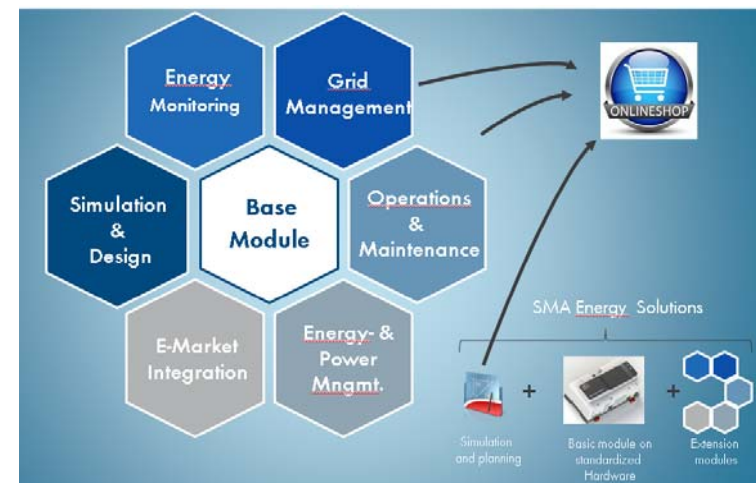 Energy
Monitoring
Grid
Management
ONLINESHOP
Simulation
&
Design
Base
Module
Operations
&
Maintenance
E-Market
Integration
Energy- &
Power
Mngmt.
SMA Energy Solutions
+
+
Simulation
and planning
Basic module on
standardized
Hardware
Extension
modules